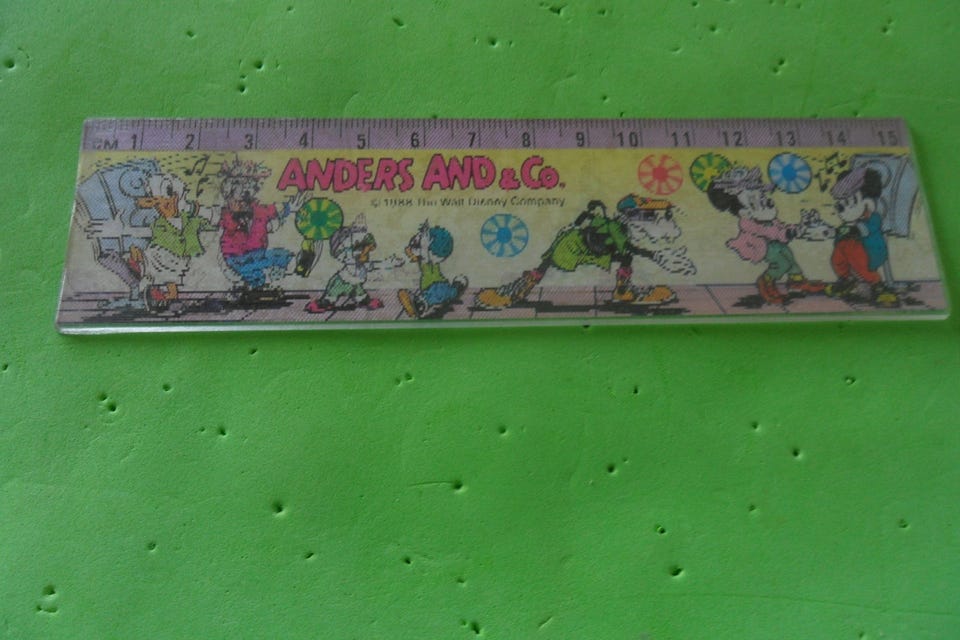 CM 1 2 3 4 5 6 7 8 9 10 11 12 13 14 15
ANDERS AND & Co.
© 1988 The Walt Disney Company